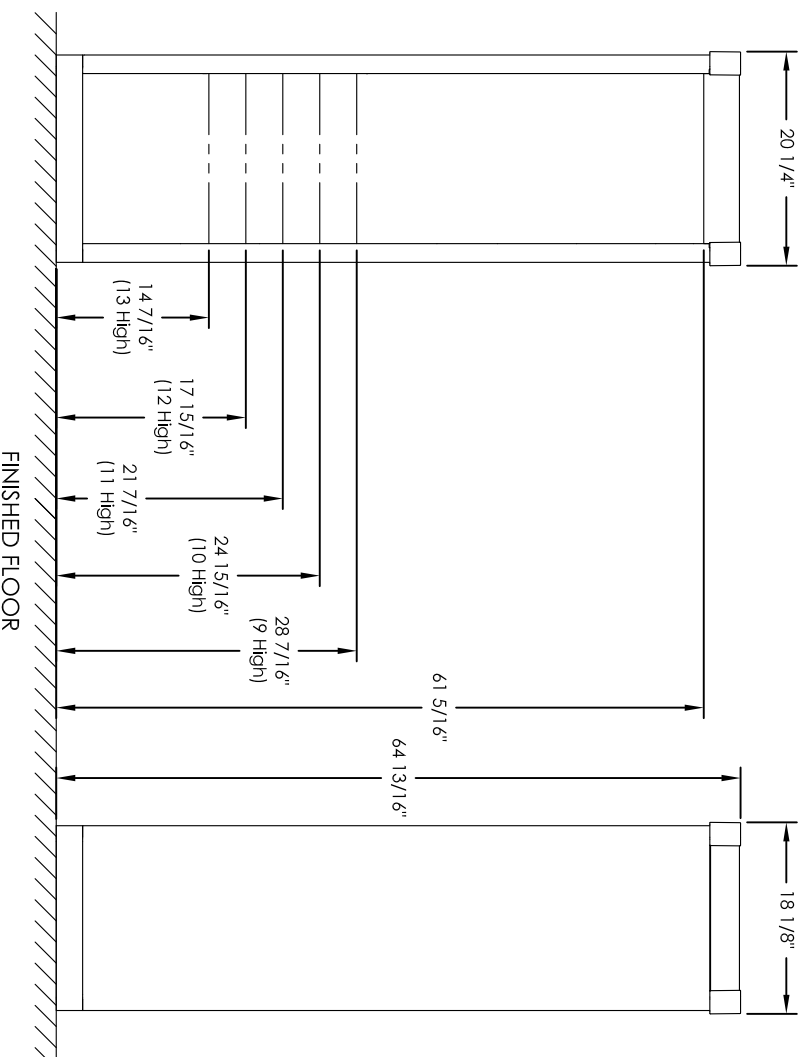 20 1/4"
18 1/8"
14 7/16"
(13 High)
17 15/16"
(12 High)
21 7/16"
(11 High)
24 15/16"
(10 High)
28 7/16"
(9 High)
61 5/16"
64 13/16"
FINISHED FLOOR